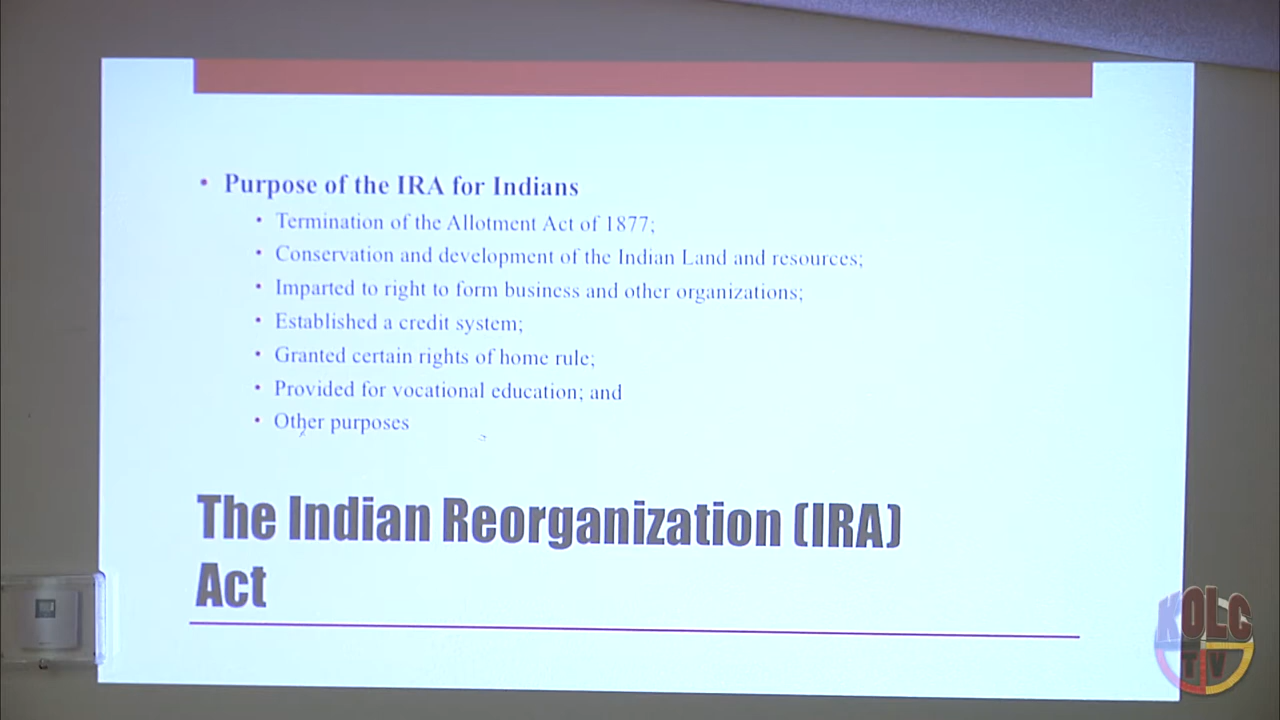 • Purpose of the IRA for Indians
• Termination of the Allotment Act of 1877;
• Conservation and development of the Indian Land and resources;
• Imparted to right to form business and other organizations;
• Established a credit system;
• Granted certain rights of home rule;
• Provided for vocational education; and
• Other purposes
The Indian Reorganization (IRA)
Act
KOLC
TV